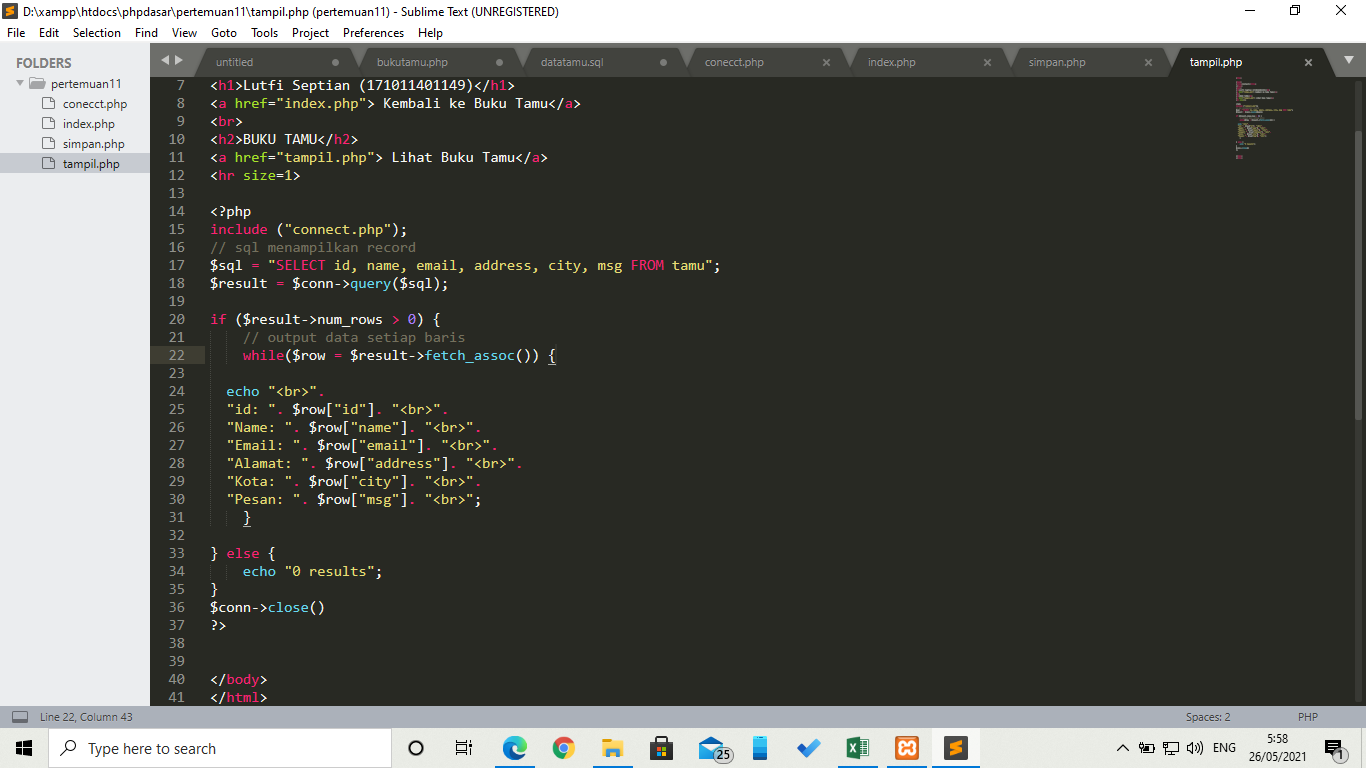 D:\xampp\htdocs\phpdasar\pertemuan11\tampil.php (pertemuan11) - Sublime Text (UNREGISTERED)
File Edit Selection Find View Goto Tools Project Preferences Help
FOLDERS
pertemuan11
conecct.php
index.php
simpan.php
tampil.php
untitled bukutamu.php datatamu.sql conecct.php index.php simpan.php tampil.php
7 <h1>Lutfi Septian (171011401149)</h1>
8 <a href="index.php"> Kembali ke Buku Tamu</a>
9 <br>
10 <h2>BUKU TAMU</h2>
11 <a href="tampil.php"> Lihat Buku Tamu</a>
12 <hr size=1>
13
14 <?php
15 include ("connect.php");
16 // sql menampilkan record
17 $sql = "SELECT id, name, email, address, city, msg FROM tamu";
18 $result = $conn->query($sql);
19
20 if ($result->num_rows > 0) {
21 // output data setiap baris
22 while($row = $result->fetch_assoc()) {
23
24 echo "<br>".
25 "id: ". $row["id"]. "<br>".
26 "Name: ". $row["name"]. "<br>".
27 "Email: ". $row["email"]. "<br>".
28 "Alamat: ". $row["address"]. "<br>".
29 "Kota: ". $row["city"]. "<br>".
30 "Pesan: ". $row["msg"]. "<br>";
31 }
32
33 } else {
34 echo "0 results";
35 }
36 $conn->close()
37 ?>
38
39
40 </body>
41 </html>
Line 22, Column 43 Spaces: 2 PHP
Type here to search
25
ENG
5:58
26/05/2021
1